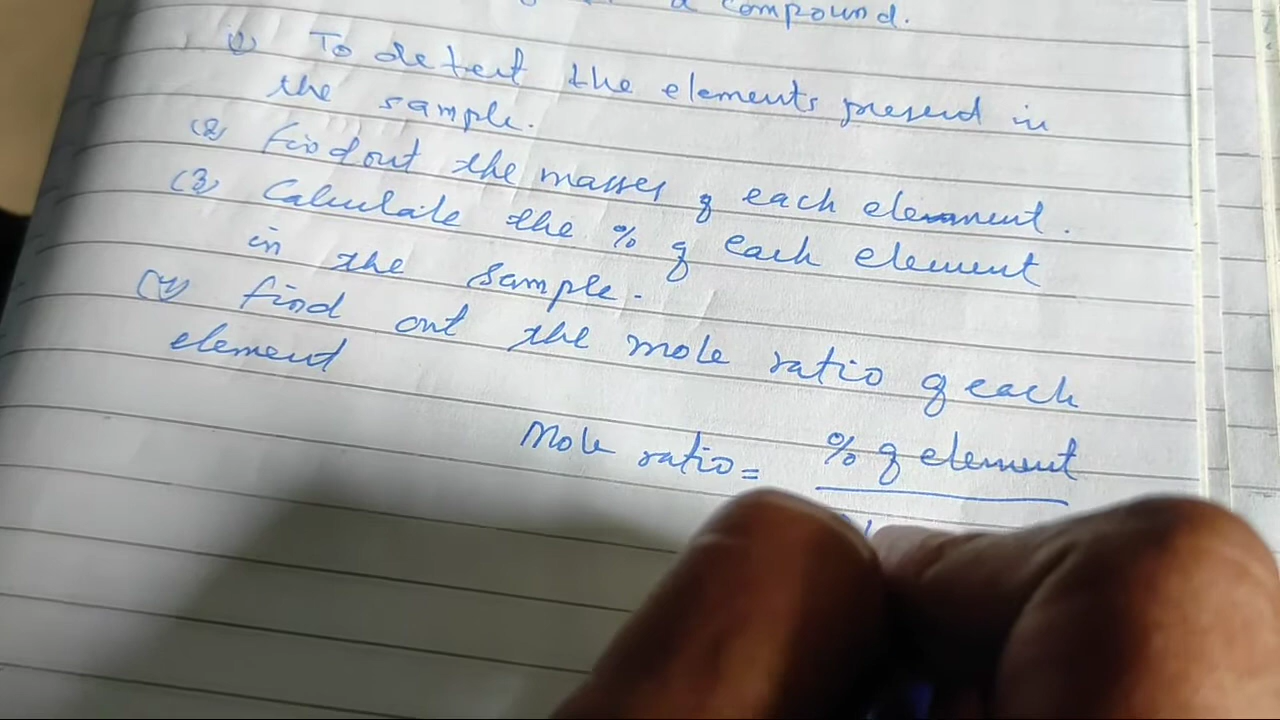 a compound.
(1) To detect the elements present in
the sample.
(2) Find out the masses of each element.
(3) Calculate the % of each element
in the sample.
(4) find out the mole ratio of each
element
Mole ratio = % of element